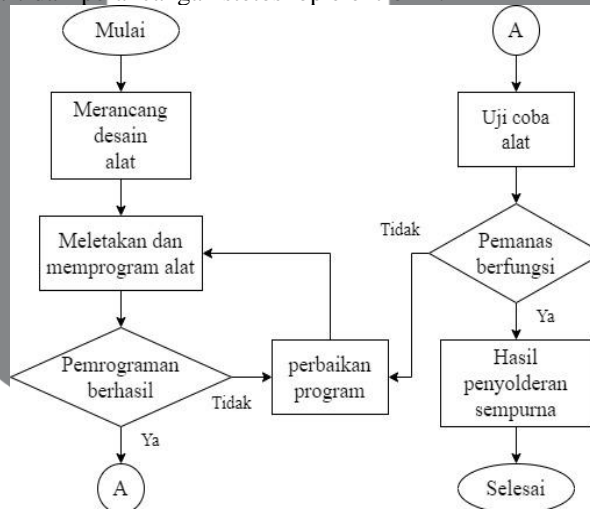 Mulai
Merancang
desain
alat
Meletakan dan
memprogram alat
Pemrograman
berhasil
Tidak
Ya
A
perbaikan
program
A
Uji coba
alat
Pemanas
berfungsi
Tidak
Ya
Hasil
penyolderan
sempurna
Selesai